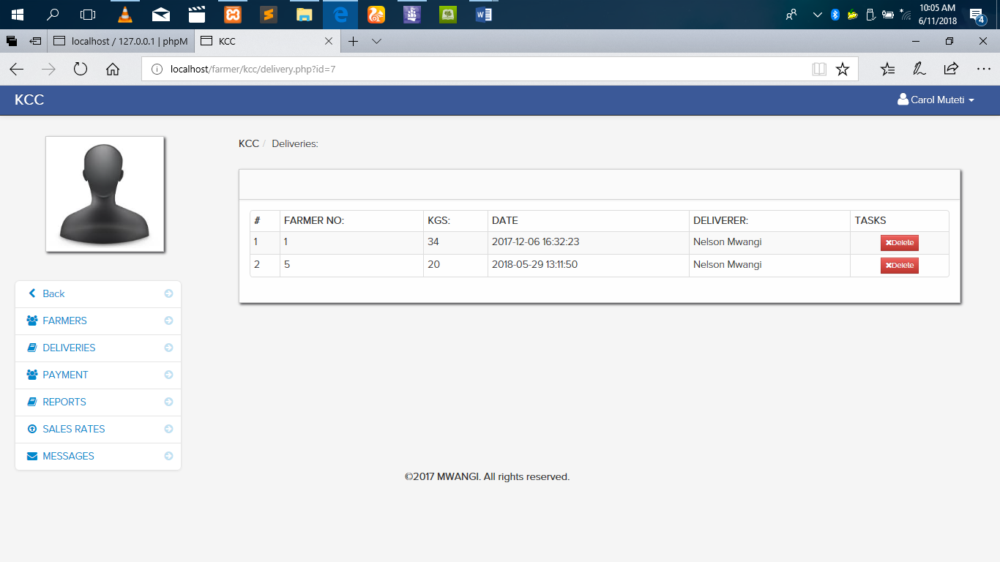 10:05 AM
6/11/2018
4
localhost / 127.0.0.1 | phpM
KCC
localhost/farmer/kcc/delivery.php?id=7
KCC
Carol Muteti
KCC / Deliveries:
# FARMER NO: KGS: DATE DELIVERER: TASKS
1 1 34 2017-12-06 16:32:23 Nelson Mwangi Delete
2 5 20 2018-05-29 13:11:50 Nelson Mwangi Delete
Back
FARMERS
DELIVERIES
PAYMENT
REPORTS
SALES RATES
MESSAGES
©2017 MWANGI. All rights reserved.